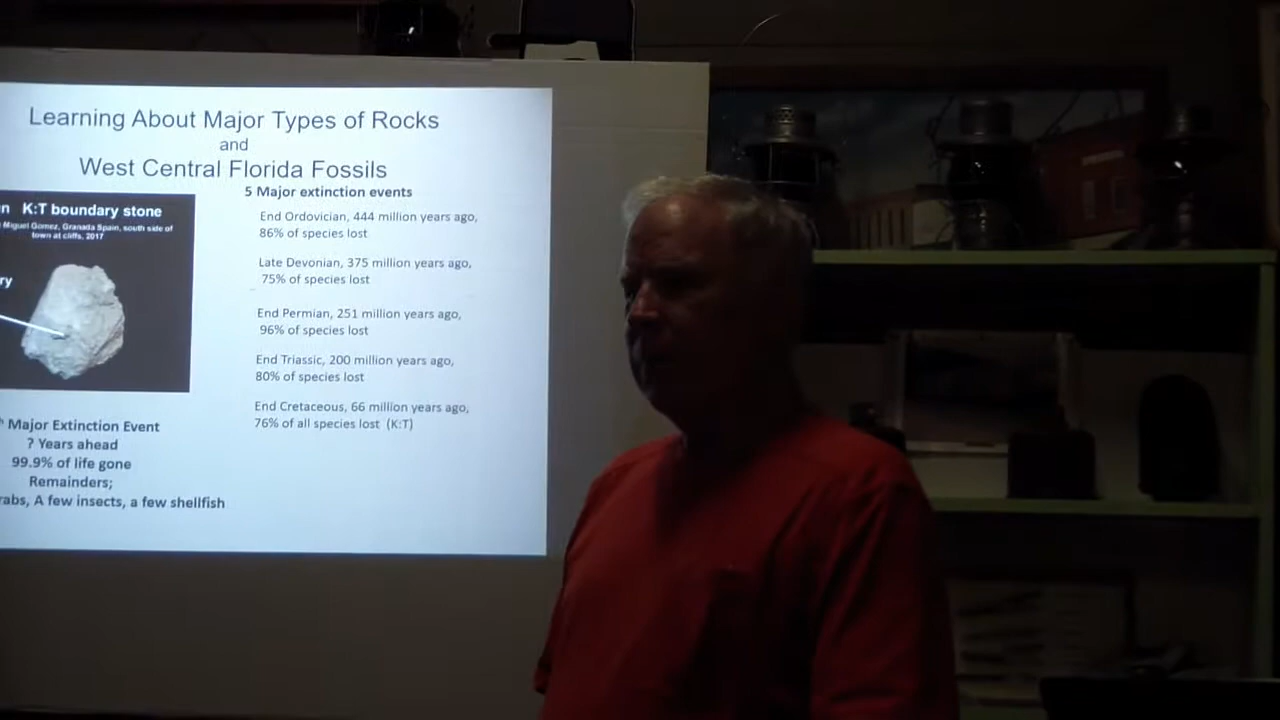 Learning About Major Types of Rocks
and
West Central Florida Fossils
K:T boundary stone
Miguel Gomez, Granada Spain, south side of
town at cliffs, 2017
5 Major extinction events
End Ordovician, 444 million years ago,
86% of species lost
Late Devonian, 375 million years ago,
75% of species lost
End Permian, 251 million years ago,
96% of species lost
End Triassic, 200 million years ago,
80% of species lost
End Cretaceous, 66 million years ago,
76% of all species lost (K:T)
Major Extinction Event
? Years ahead
99.9% of life gone
Remainders;
A few insects, a few shellfish